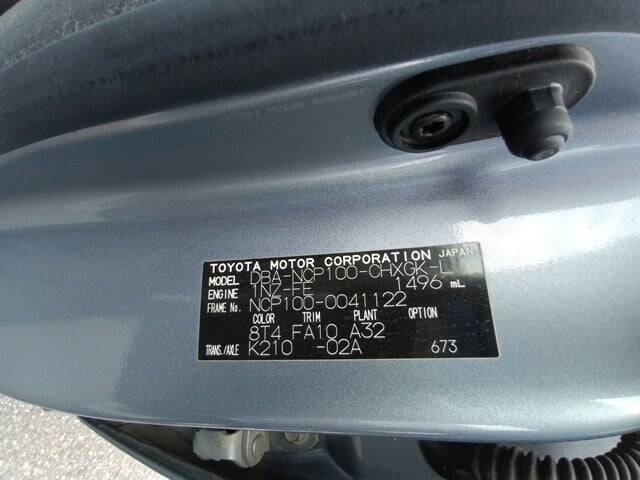 TOYOTA MOTOR CORPORATION JAPAN
MODEL DBA-NCP100-CHXGK-L
ENGINE 1NZ-FE 1496 mL
FRAME No. NCP100-0041122
COLOR TRIM PLANT
8T4 FA10 A32
TRANS./AXLE K210 -02A 673